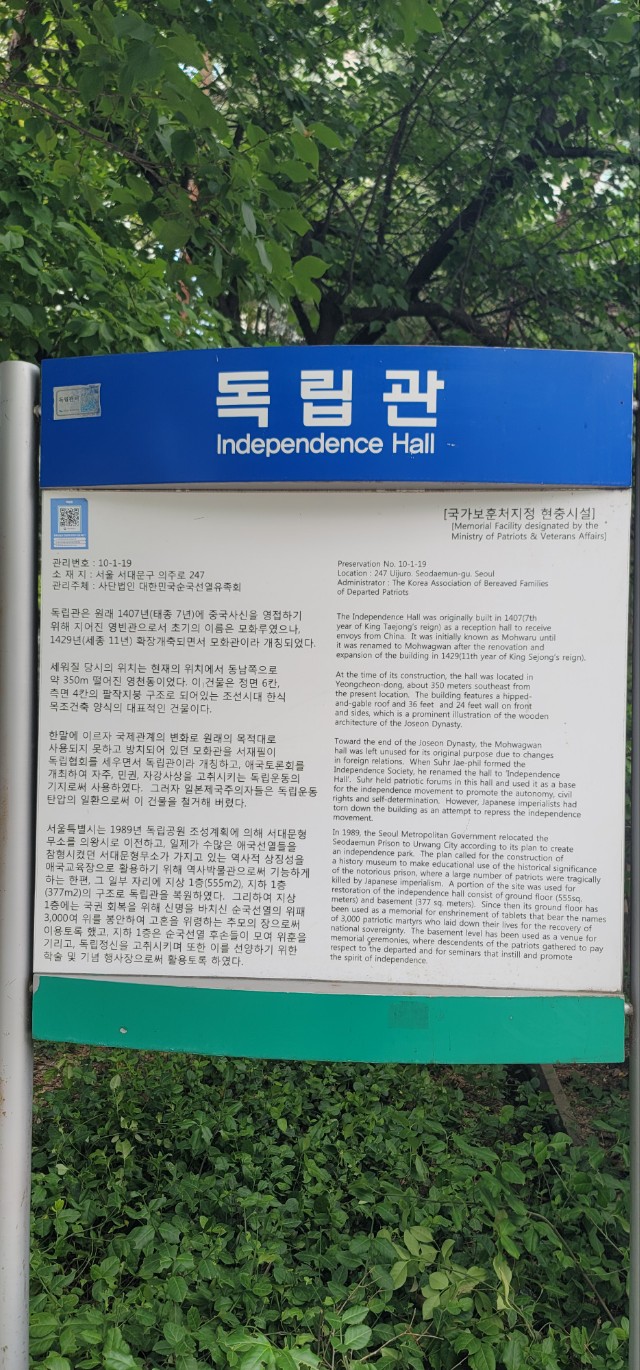 독립관
Independence Hall
[국가보훈처지정 현충시설]
[Memorial Facility designated by the
Ministry of Patriots & Veterans Affairs]
관리번호 : 10-1-19
소 재 지 : 서울 서대문구 의주로 247
관리주체 : 사단법인 대한민국순국선열유족회
독립관은 원래 1407년(태종 7년)에 중국사신을 영접하기
위해 지어진 영빈관으로서 초기의 이름은 모화루였으나,
1429년(세종 11년) 확장개축되면서 모화관이라 개칭되었다.
세워질 당시의 위치는 현재의 위치에서 동남쪽으로
약 350m 떨어진 영천동이였다. 이 건물은 정면 6칸,
측면 4칸의 팔작지붕 구조로 되어있는 조선시대 한식
목조건축 양식의 대표적인 건물이다.
한말에 이르자 국제관계의 변화로 원래의 목적대로
사용되지 못하고 방치되어 있던 모화관을 서재필이
독립협회를 세우면서 독립관이라 개칭하고, 애국토론회를
개최하여 자주, 민권, 자강사상을 고취시키는 독립운동의
기지로써 사용하였다. 그러자 일본제국주의자들은 독립운동
탄압의 일환으로써 이 건물을 철거해 버렸다.
서울특별시는 1989년 독립공원 조성계획에 의해 서대문형
무소를 의왕시로 이전하고, 일제가 수많은 애국선열들을
잠형시켰던 서대문형무소가 가지고 있는 역사적 상징성을
애국교육장으로 활용하기 위해 역사박물관으로써 기능하게
하는 한편, 그 일부 자리에 지상 1층(555m2), 지하 1층
(377m2)의 구조로 독립관을 복원하였다. 그리하여 지상
1층에는 국권 회복을 위해 신명을 바치신 순국선열의 위패
3,000여 위를 봉안하여 고혼을 위령하는 추모의 장으로써
이용토록 했고, 지하 1층은 순국선열 후손들이 모여 위훈을
기리고, 독립정신을 고취시키며 또한 이를 선양하기 위한
학술 및 기념 행사장으로써 활용토록 하였다.
Preservation No. 10-1-19
Location : 247 Uijuro. Seodaemun-gu. Seoul
Administrator : The Korea Association of Bereaved Families
of Departed Patriots
The Independence Hall was originally built in 1407(7th
year of King Taejong's reign) as a reception hall to receive
envoys from China. It was initially known as Mohwaru until
it was renamed to Mohwagwan after the renovation and
expansion of the building in 1429(11th year of King Sejong's reign).
At the time of its construction, the hall was located in
Yeongcheon-dong, about 350 meters southeast from
the present location. The building features a hipped-
and-gable roof and 36 feet and 24 feet wall on front
and sides, which is a prominent illustration of the wooden
architecture of the Joseon Dynasty.
Toward the end of the Joseon Dynasty, the Mohwagwag
hall was left unused for its original purpose due to changes
in foreign relations. When Suhr Jae-phil formed the
Independence Society, he renamed the hall to 'Independence
Hall'. Suhr held patriotic forums in this hall and used it as a base
for the independence movement to promote the autonomy, civil
rights and self-determination. However, Japanese imperialists had
torn down the building as an attempt to repress the independence
movement.
In 1989, the Seoul Metropolitan Government relocated the
Seodaemun Prison to Urwang City according to its plan to create
an independence park. The plan called for the construction of
a history museum to make educational use of the historical significance
of the notorious prison, where a large number of patriots were tragically
killed by Japanese imperialism. A portion of the site was used for
restoration of the independence hall consist of ground floor (555sq.
meters) and basement (377 sq. meters). Since then its ground floor has
been used as a memorial for enshrinement of tablets that bear the names
of 3,000 patriotic martyrs who laid down their lives for the recovery of
national sovereignty. The basement level has been used as a venue for
memorial ceremonies, where descendents of the patriots gathered to pay
respect to the departed and for seminars that instill and promote
the spirit of independence.